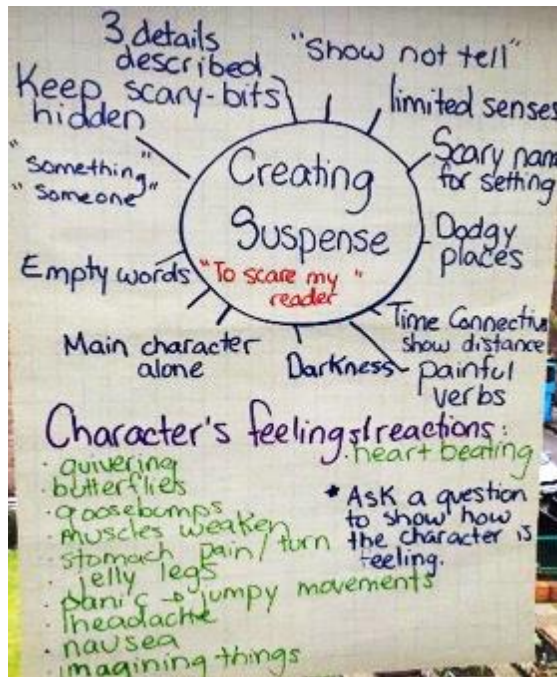 3 details
described
"Show not tell"
Keep scary-bits
hidden
limited senses
"something"
"someone"
Scary nam
for setting
Creating
Suspense
"To scare my"
reader
Dodgy
places
Empty words
Time Connectiv
show distance
Main character
alone
Darkness
painful
verbs
Character's feelings/reactions:
· quivering
· heart beating
· butterflies
· goosebumps
· muscles weaken
· stomach pain/turn
· jelly legs
· panic → jumpy movements
· headache
· nausea
· imagining things
* Ask a question
to show how
the character is
feeling.